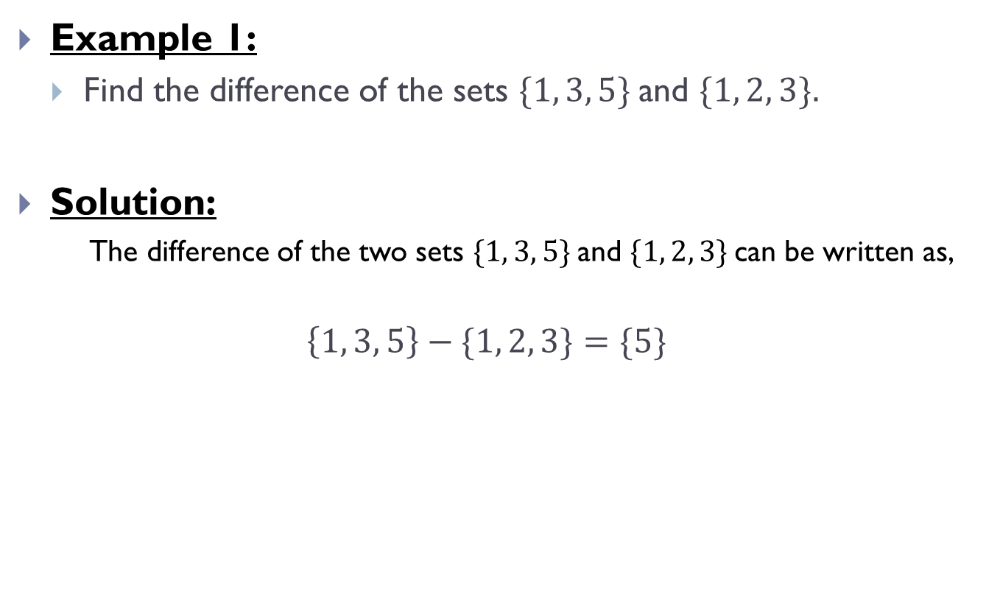 Example 1:
Find the difference of the sets {1, 3, 5} and {1, 2, 3}.
Solution:
The difference of the two sets {1, 3, 5} and {1, 2, 3} can be written as,
{1, 3, 5} − {1, 2, 3} = {5}